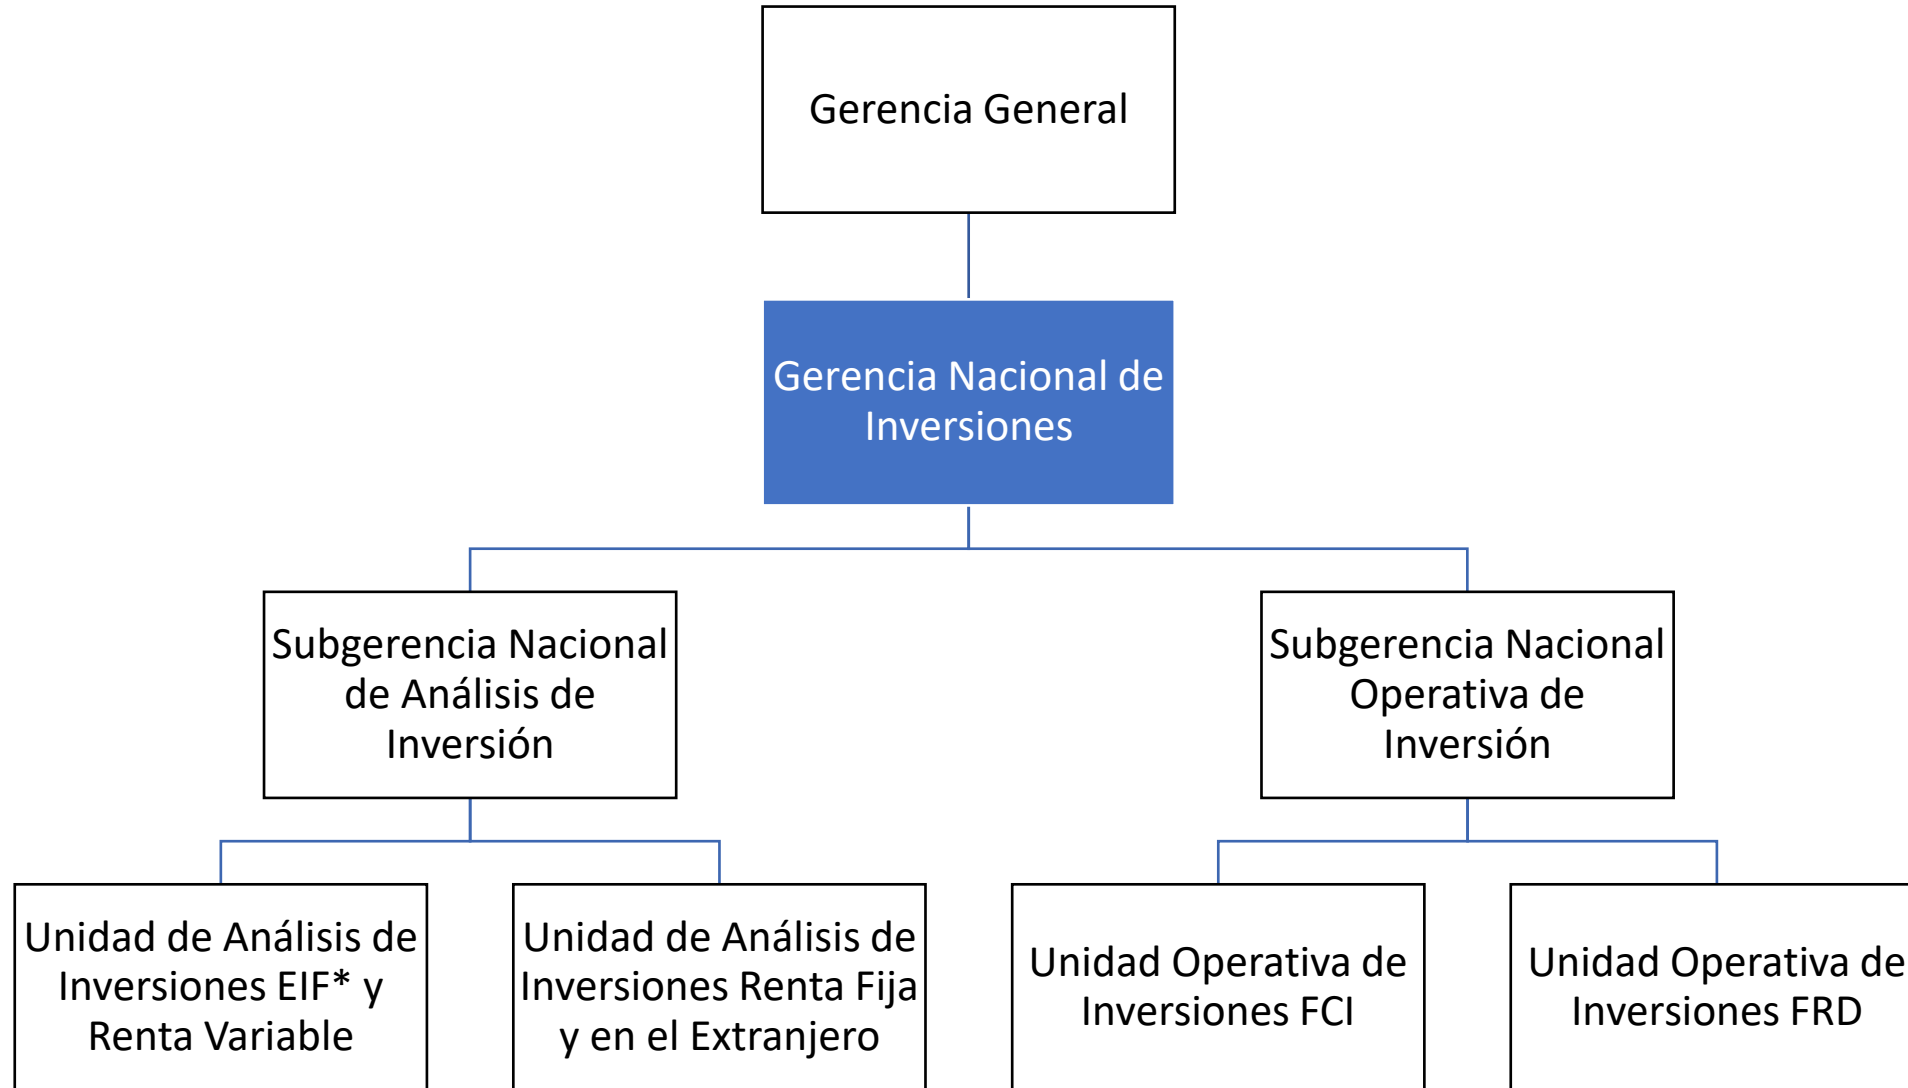 Gerencia General
Gerencia Nacional de
Inversiones
Subgerencia Nacional
de Análisis de
Inversión
Subgerencia Nacional
Operativa de
Inversión
Unidad de Análisis de
Inversiones EIF* y
Renta Variable
Unidad de Análisis de
Inversiones Renta Fija
y en el Extranjero
Unidad Operativa de
Inversiones FCI
Unidad Operativa de
Inversiones FRD